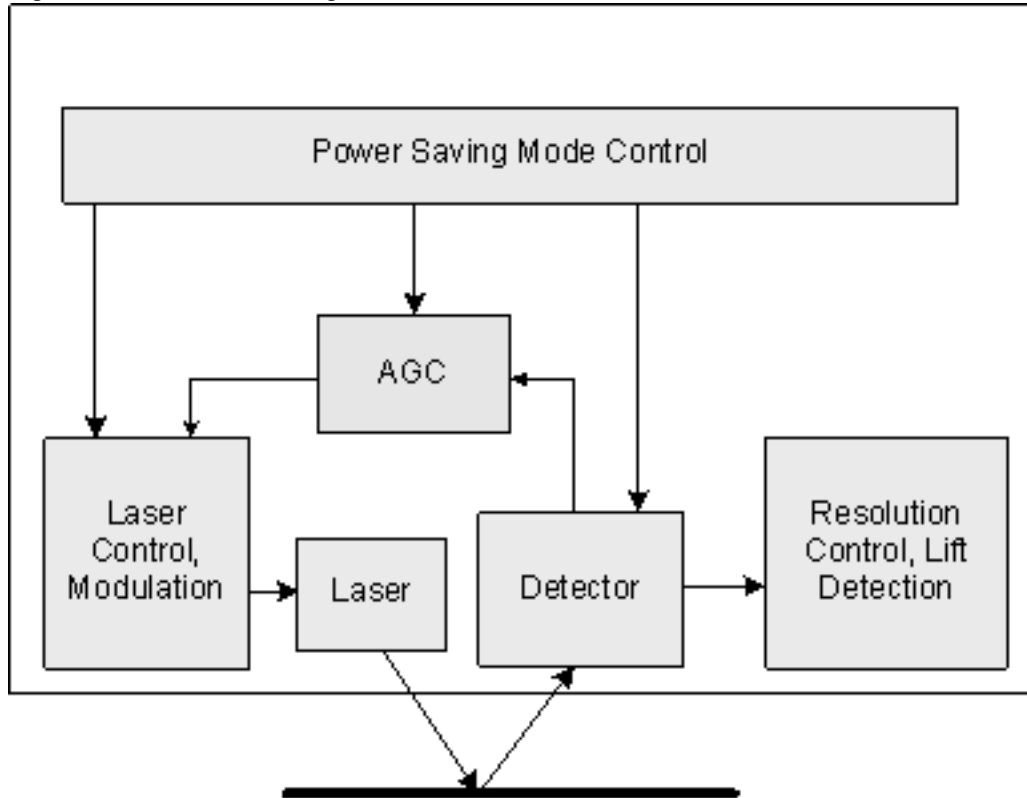 Power Saving Mode Control
AGC
Laser
Control,
Modulation
Laser
Detector
Resolution
Control, Lift
Detection